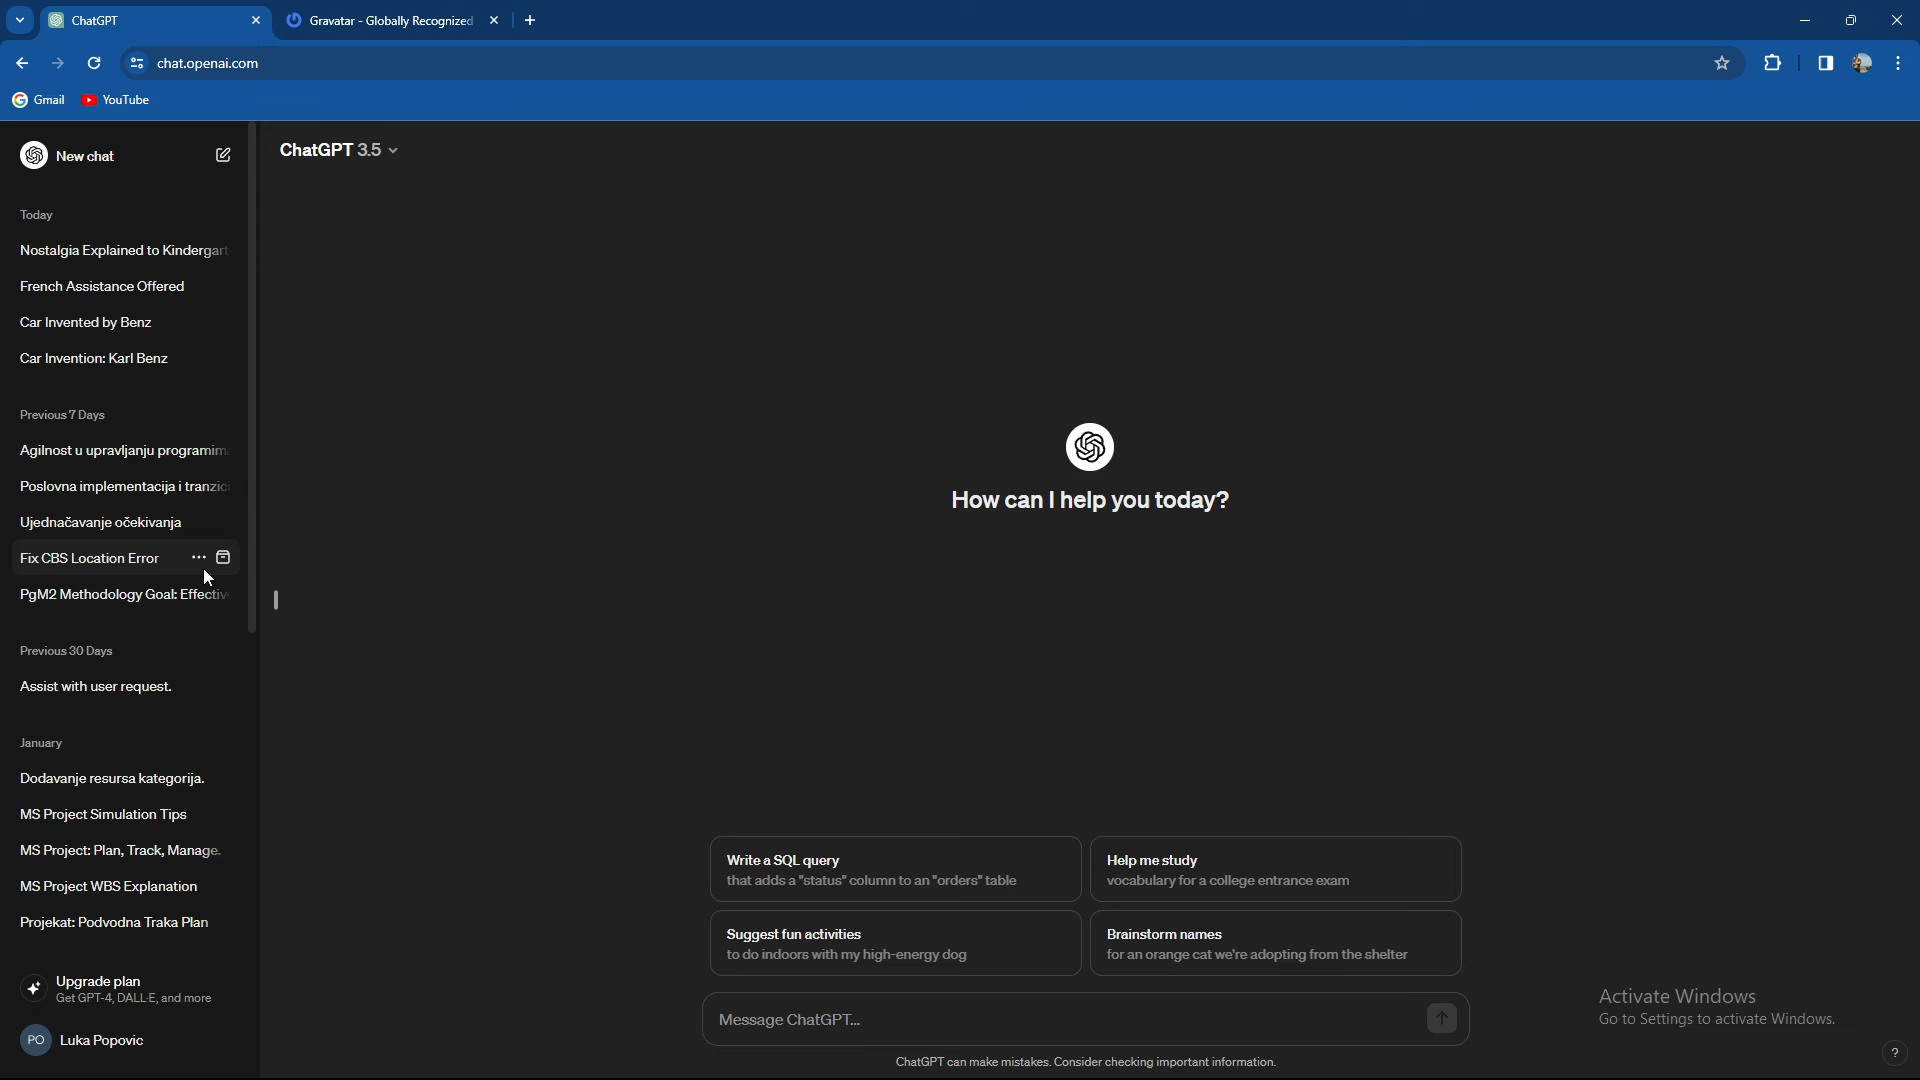 ChatGPT
Gravatar - Globally Recognized
chat.openai.com
Gmail
YouTube
New chat
Today
Nostalgia Explained to Kindergart
French Assistance Offered
Car Invented by Benz
Car Invention: Karl Benz
Previous 7 Days
Agilnost u upravljanju programima
Poslovna implementacija i tranzici
Ujednačavanje očekivanja
Fix CBS Location Error
PgM2 Methodology Goal: Effective
Previous 30 Days
Assist with user request.
January
Dodavanje resursa kategorija.
MS Project Simulation Tips
MS Project: Plan, Track, Manage.
MS Project WBS Explanation
Projekat: Podvodna Traka Plan
Upgrade plan
Get GPT-4, DALL·E, and more
PO Luka Popovic
ChatGPT 3.5
How can I help you today?
Write a SQL query
that adds a "status" column to an "orders" table
Help me study
vocabulary for a college entrance exam
Suggest fun activities
to do indoors with my high-energy dog
Brainstorm names
for an orange cat we're adopting from the shelter
Message ChatGPT...
ChatGPT can make mistakes. Consider checking important information.
Activate Windows
Go to Settings to activate Windows.
?